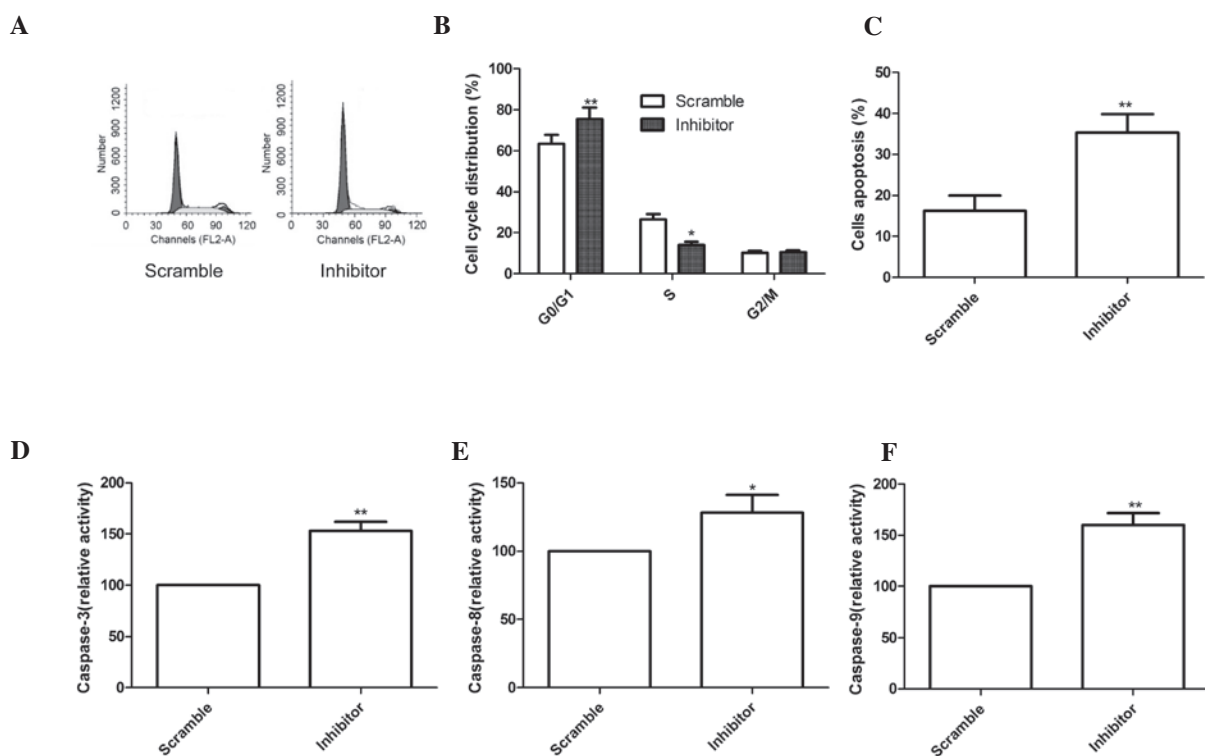 A
Number
1200
900
600
300
0
0 30 60 90 120
Channels (FL2-A)
Scramble
Number
1200
900
600
300
0
0 30 60 90 120
Channels (FL2-A)
Inhibitor
B
Cell cycle distribution (%)
100
80
60
40
20
0
**
*
Scramble
Inhibitor
G0/G1
S
G2/M
C
Cells apoptosis (%)
50
40
30
20
10
0
**
Scramble
Inhibitor
D
Caspase-3(relative activity)
200
150
100
50
0
**
Scramble
Inhibitor
E
Caspase-8(relative activity)
150
100
50
0
*
Scramble
Inhibitor
F
Caspase-9(relative activity)
200
150
100
50
0
**
Scramble
Inhibitor